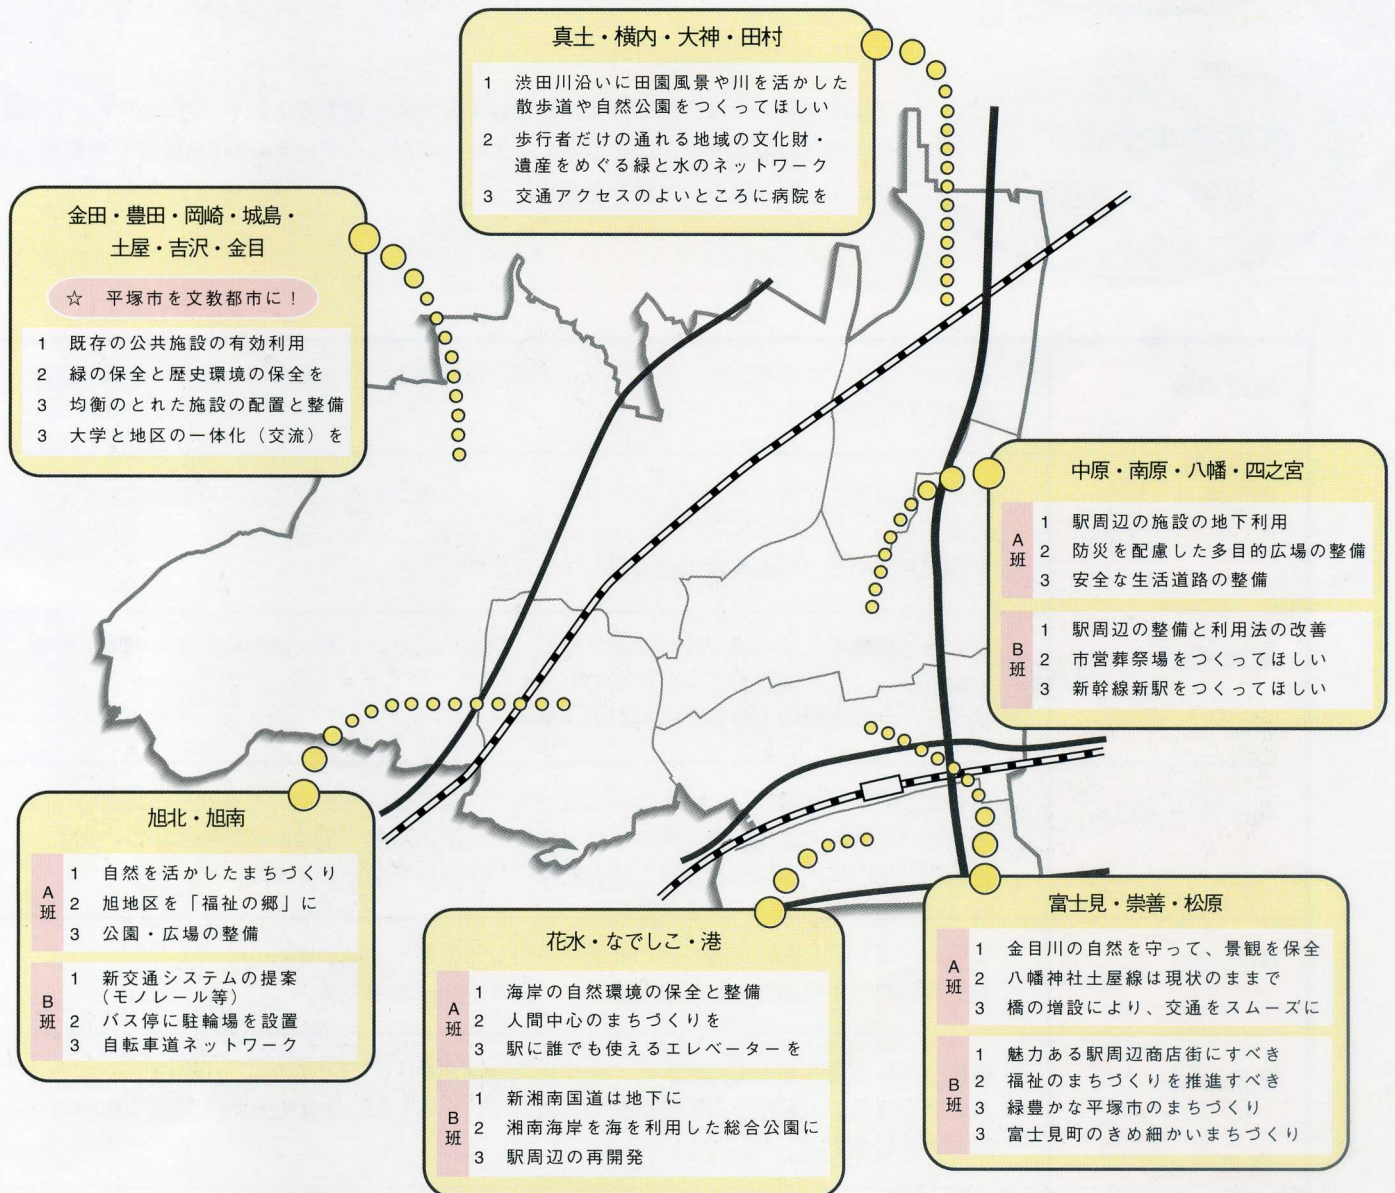 真土・横内・大神・田村
1 渋田川沿いに田園風景や川を活かした
散歩道や自然公園をつくってほしい
2 歩行者だけの通れる地域の文化財・
遺産をめぐる緑と水のネットワーク
3 交通アクセスのよいところに病院を
金田・豊田・岡崎・城島・
土屋・吉沢・金目
☆ 平塚市を文教都市に！
1 既存の公共施設の有効利用
2 緑の保全と歴史環境の保全を
3 均衡のとれた施設の配置と整備
3 大学と地区の一体化（交流）を
中原・南原・八幡・四之宮
A班
1 駅周辺の施設の地下利用
2 防災を配慮した多目的広場の整備
3 安全な生活道路の整備
B班
1 駅周辺の整備と利用法の改善
2 市営葬祭場をつくってほしい
3 新幹線新駅をつくってほしい
旭北・旭南
A班
1 自然を活かしたまちづくり
2 旭地区を「福祉の郷」に
3 公園・広場の整備
B班
1 新交通システムの提案
（モノレール等）
2 バス停に駐輪場を設置
3 自転車道ネットワーク
花水・なでしこ・港
A班
1 海岸の自然環境の保全と整備
2 人間中心のまちづくりを
3 駅に誰でも使えるエレベーターを
B班
1 新湘南国道は地下に
2 湘南海岸を海を利用した総合公園に
3 駅周辺の再開発
富士見・崇善・松原
A班
1 金目川の自然を守って、景観を保全
2 八幡神社土屋線は現状のままで
3 橋の増設により、交通をスムーズに
B班
1 魅力ある駅周辺商店街にすべき
2 福祉のまちづくりを推進すべき
3 緑豊かな平塚市のまちづくり
3 富士見町のきめ細かいまちづくり